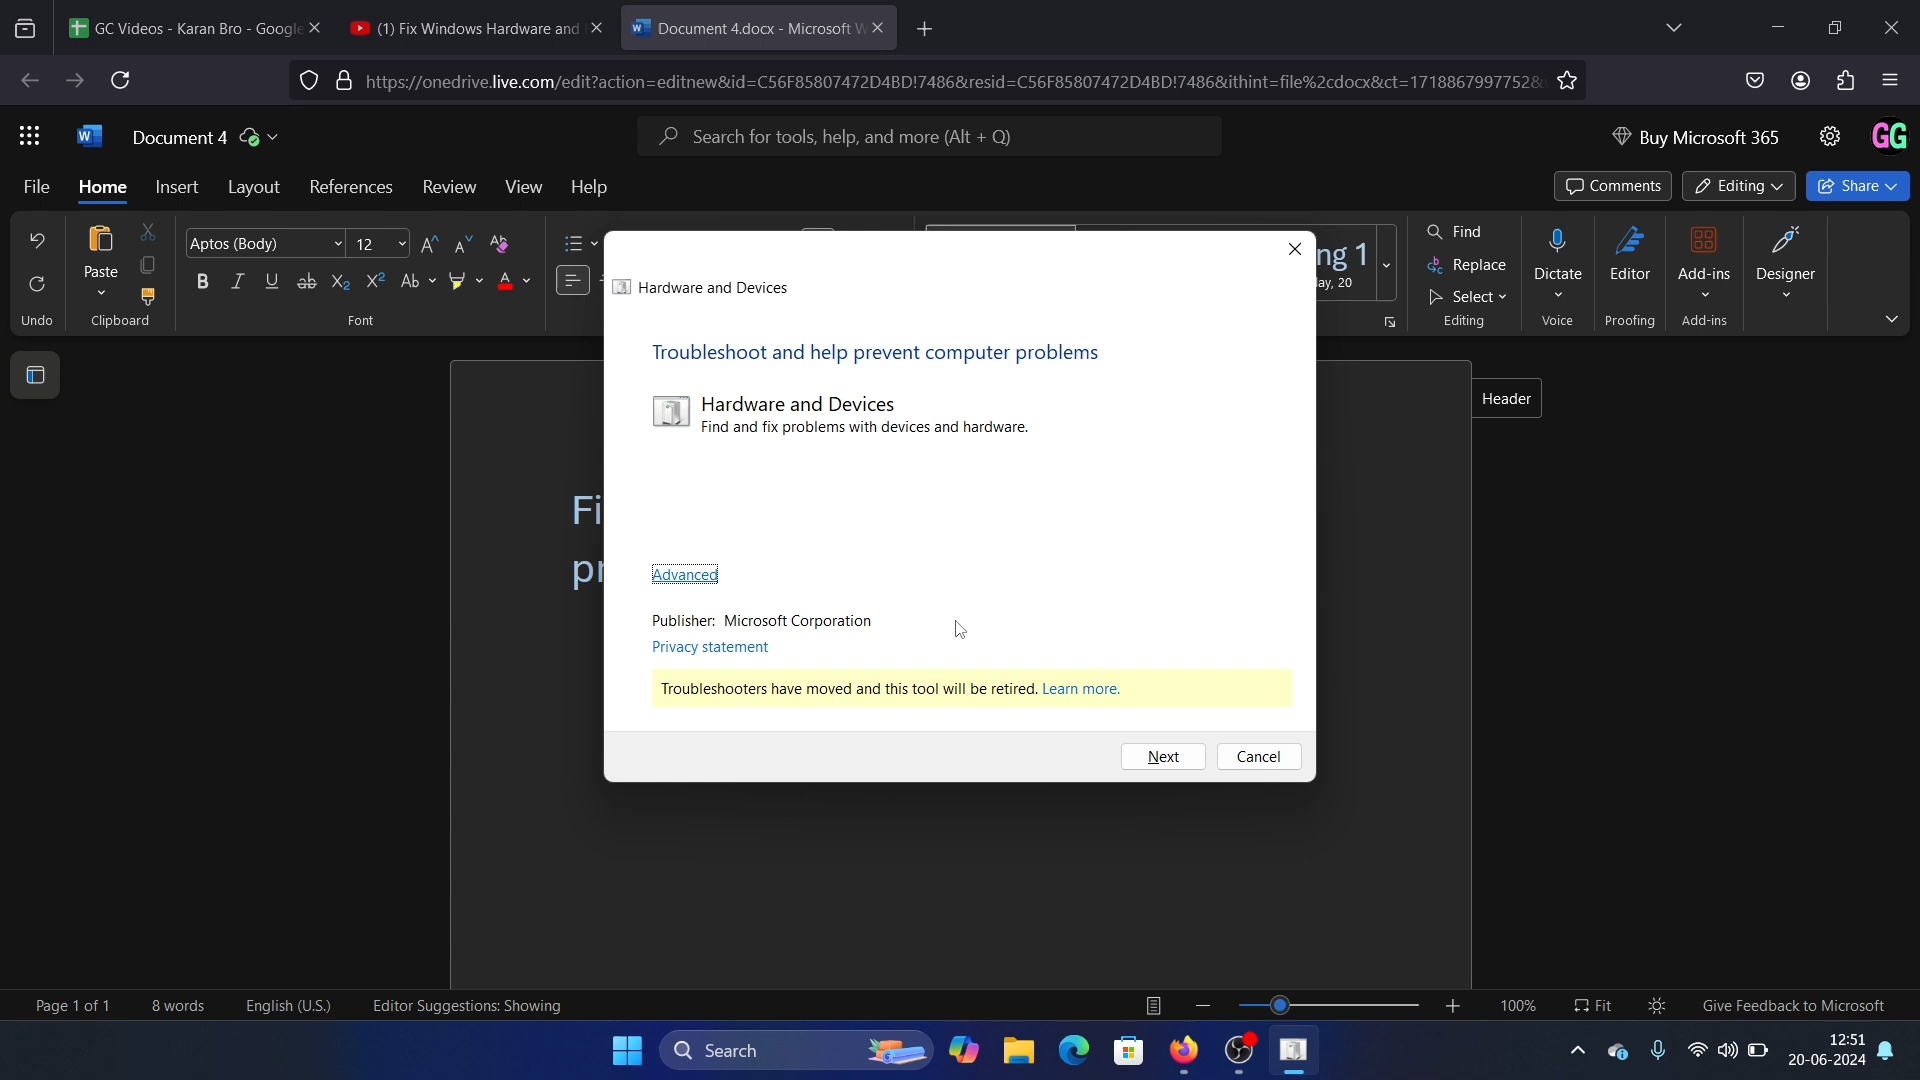 GC Videos - Karan Bro - Google
(1) Fix Windows Hardware and
Document 4.docx - Microsoft W
https://onedrive.live.com/edit?action=editnew&id=C56F85807472D4BD!7486&resid=C56F85807472D4BD!7486&ithint=file%2cdocx&ct=1718867997752&
Document 4
Search for tools, help, and more (Alt + Q)
Buy Microsoft 365
GG
File Home Insert Layout References Review View Help
Comments Editing Share
Paste
Aptos (Body) 12
Undo Clipboard Font
ng 1
lay, 20
Find
Replace
Select
Editing
Dictate
Voice
Editor
Proofing
Add-ins
Add-ins
Designer
Header
Hardware and Devices
Troubleshoot and help prevent computer problems
Hardware and Devices
Find and fix problems with devices and hardware.
Fi
pr
Advanced
Publisher: Microsoft Corporation
Privacy statement
Troubleshooters have moved and this tool will be retired. Learn more.
Next Cancel
Page 1 of 1 8 words English (U.S.) Editor Suggestions: Showing 100% Fit Give Feedback to Microsoft
Search
12:51
20-06-2024